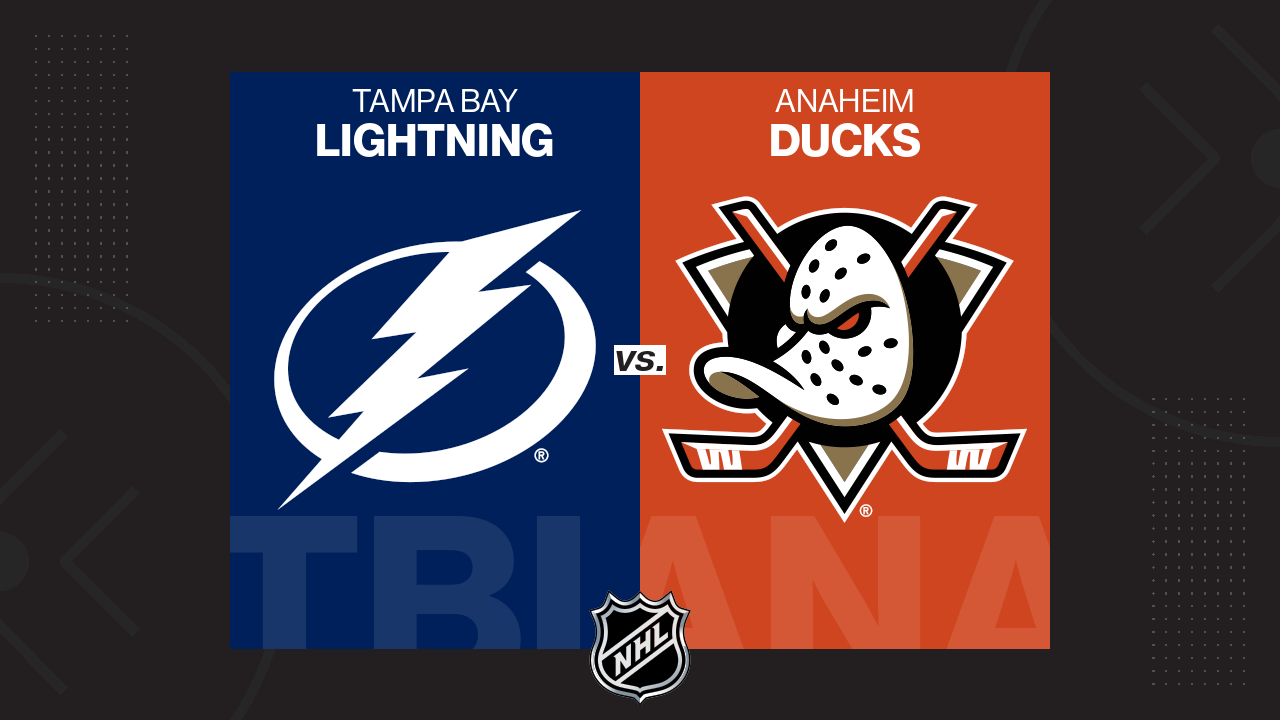 TAMPA BAY
LIGHTNING
ANAHEIM
DUCKS
vs.
®
®
TBL
ANA
NHL